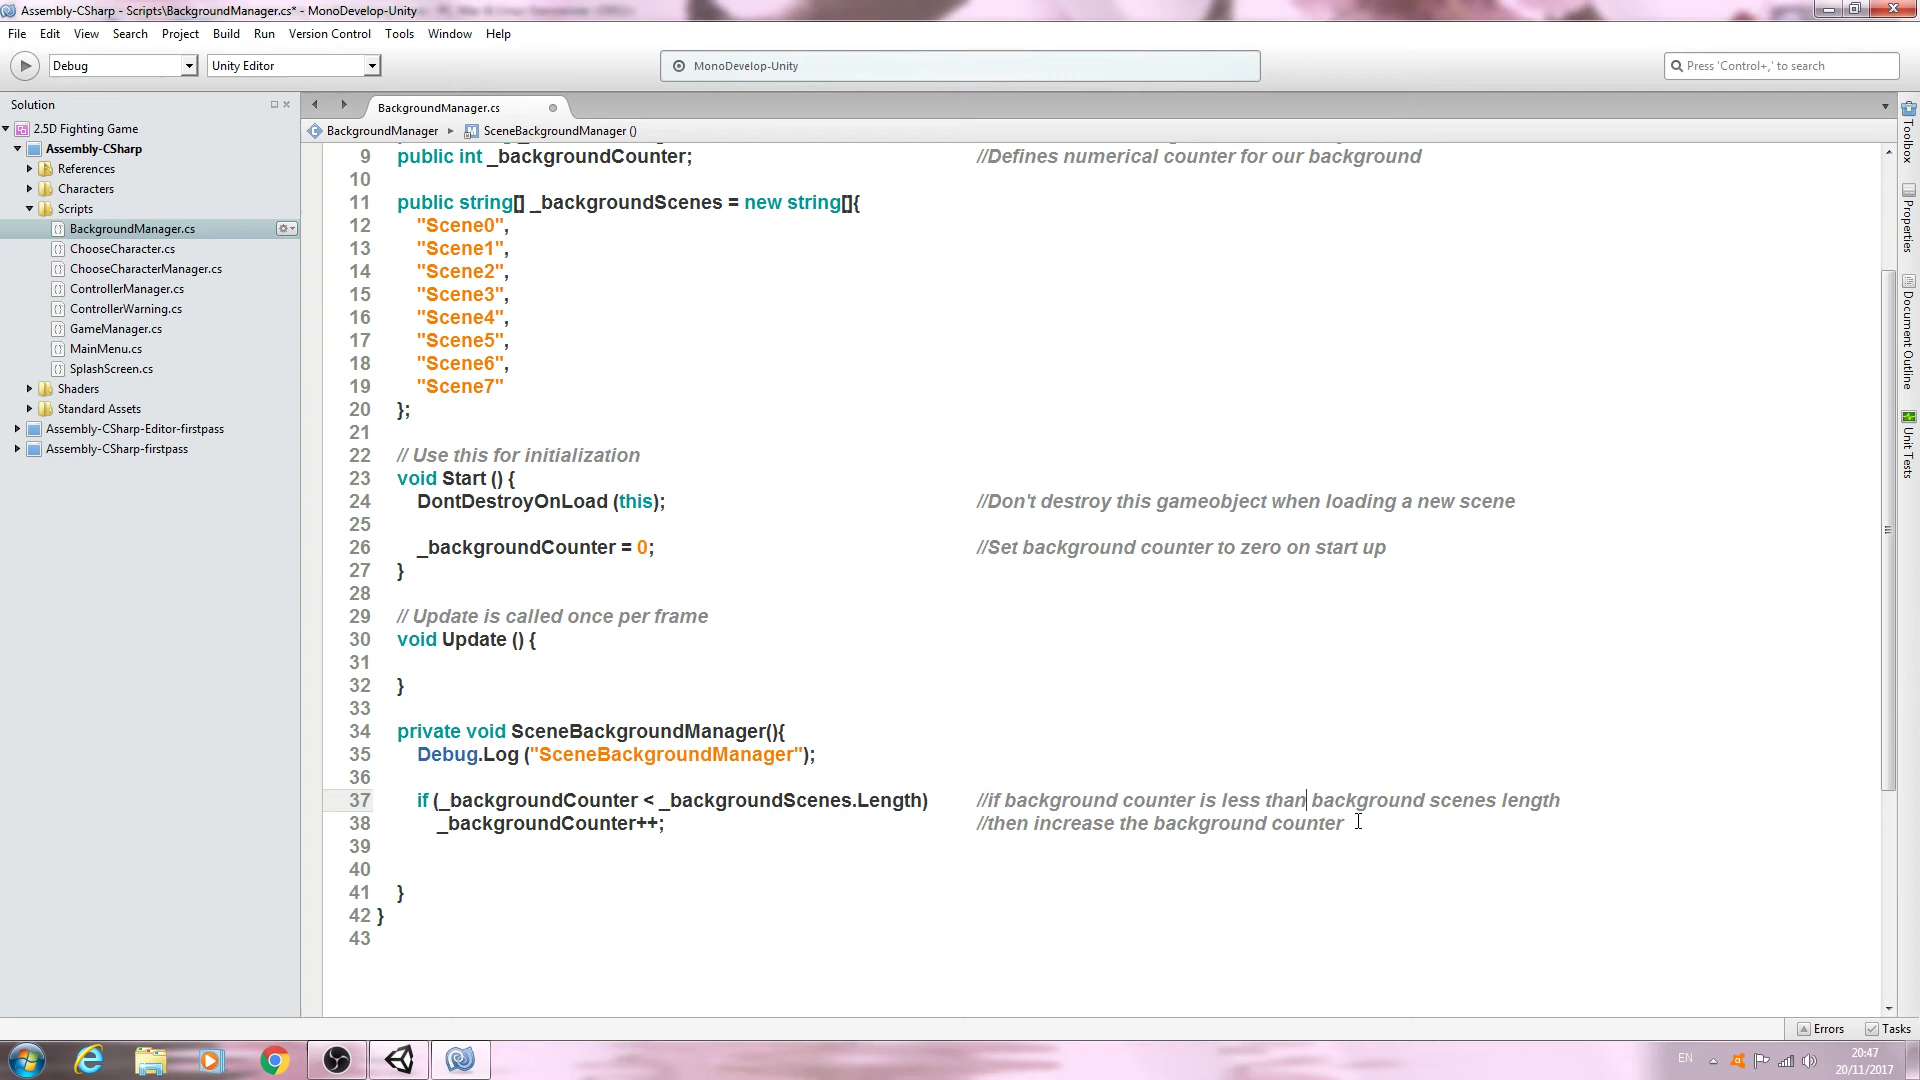 Assembly-CSharp - Scripts\BackgroundManager.cs* - MonoDevelop-Unity
File Edit View Search Project Build Run Version Control Tools Window Help
Debug Unity Editor MonoDevelop-Unity Press 'Control+,' to search
Solution
2.5D Fighting Game
Assembly-CSharp
References
Characters
Scripts
BackgroundManager.cs
ChooseCharacter.cs
ChooseCharacterManager.cs
ControllerManager.cs
ControllerWarning.cs
GameManager.cs
MainMenu.cs
SplashScreen.cs
Shaders
Standard Assets
Assembly-CSharp-Editor-firstpass
Assembly-CSharp-firstpass
BackgroundManager.cs
BackgroundManager SceneBackgroundManager ()
9 public int _backgroundCounter; //Defines numerical counter for our background
10
11 public string[] _backgroundScenes = new string[]{
12 "Scene0",
13 "Scene1",
14 "Scene2",
15 "Scene3",
16 "Scene4",
17 "Scene5",
18 "Scene6",
19 "Scene7"
20 };
21
22 // Use this for initialization
23 void Start () {
24 DontDestroyOnLoad (this); //Don't destroy this gameobject when loading a new scene
25
26 _backgroundCounter = 0; //Set background counter to zero on start up
27 }
28
29 // Update is called once per frame
30 void Update () {
31
32 }
33
34 private void SceneBackgroundManager(){
35 Debug.Log ("SceneBackgroundManager");
36
37 if (_backgroundCounter < _backgroundScenes.Length) //if background counter is less than background scenes length
38 _backgroundCounter++; //then increase the background counter
39
40
41 }
42 }
43
Toolbox
Properties
Document Outline
Unit Tests
Errors Tasks
EN
20:47
20/11/2017